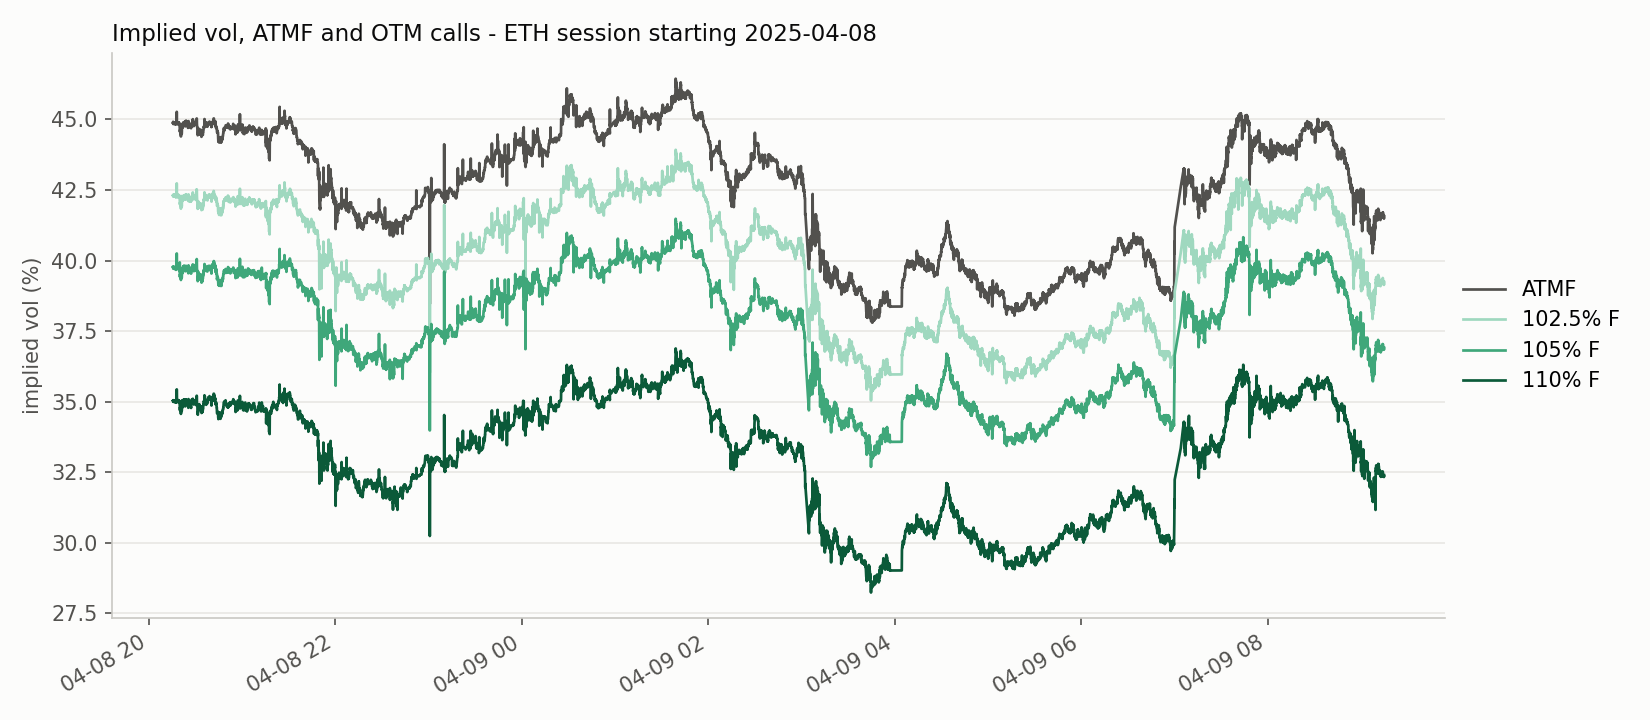 Implied vol, ATMF and OTM calls - ETH session starting 2025-04-08
implied vol (%)
45.0
42.5
40.0
37.5
35.0
32.5
30.0
27.5
04-08 20
04-08 22
04-09 00
04-09 02
04-09 04
04-09 06
04-09 08
ATMF
102.5% F
105% F
110% F